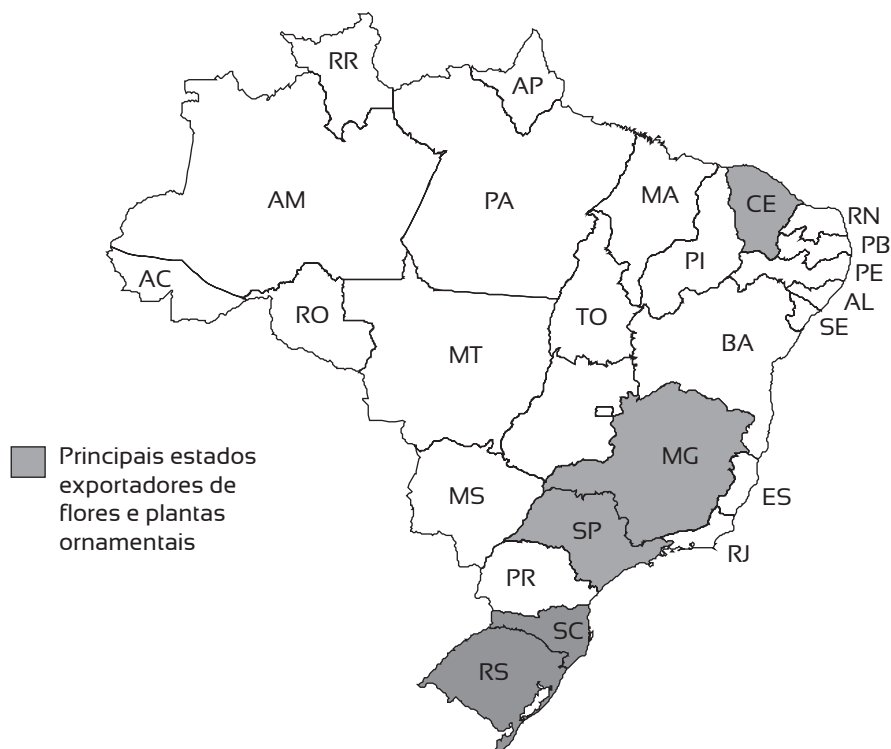 RR
AP
AM
PA
MA
CE
RN
PB
PE
AL
SE
PI
AC
RO
TO
BA
MT
MG
ES
MS
SP
RJ
PR
SC
RS
Principais estados
exportadores de
flores e plantas
ornamentais